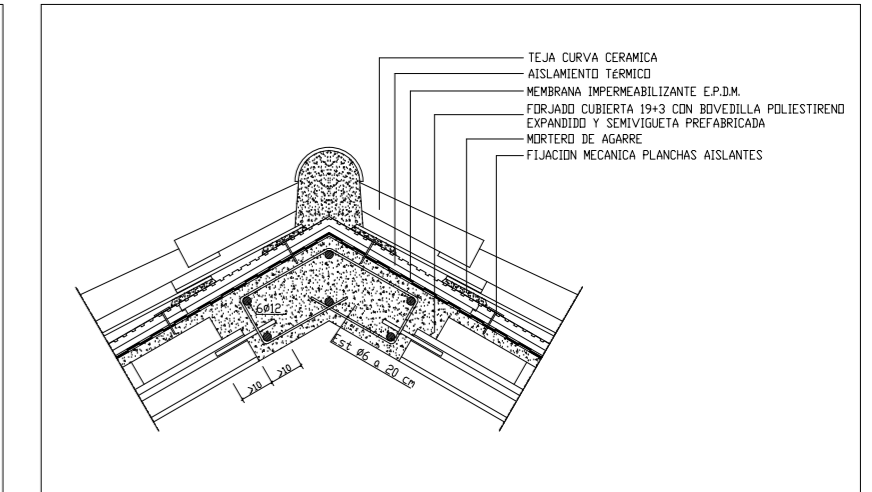 TEJA CURVA CERAMICA
AISLAMIENTO TéRMICO
MEMBRANA IMPERMEABILIZANTE E.P.D.M.
FORJADO CUBIERTA 19+3 CON BOVEDILLA POLIESTIRENO
EXPANDIDO Y SEMIVIGUETA PREFABRICADA
MORTERO DE AGARRE
FIJACION MECANICA PLANCHAS AISLANTES
6Ø12
Est Ø6 a 20 cm
>10
>10